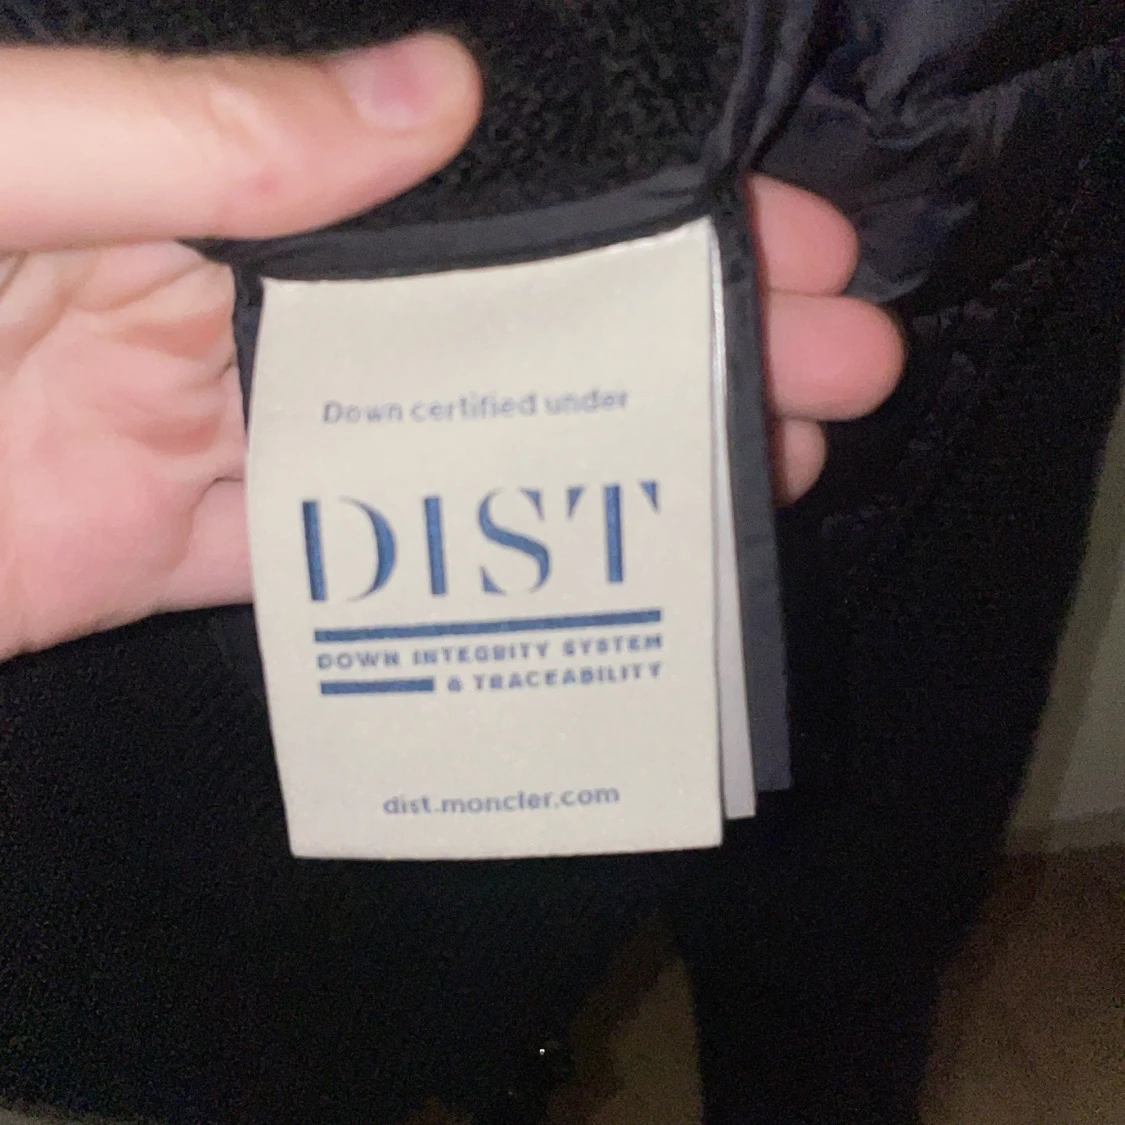 Down certified under
DIST
DOWN INTEGRITY SYSTEM
& TRACEABILITY
dist.moncler.com